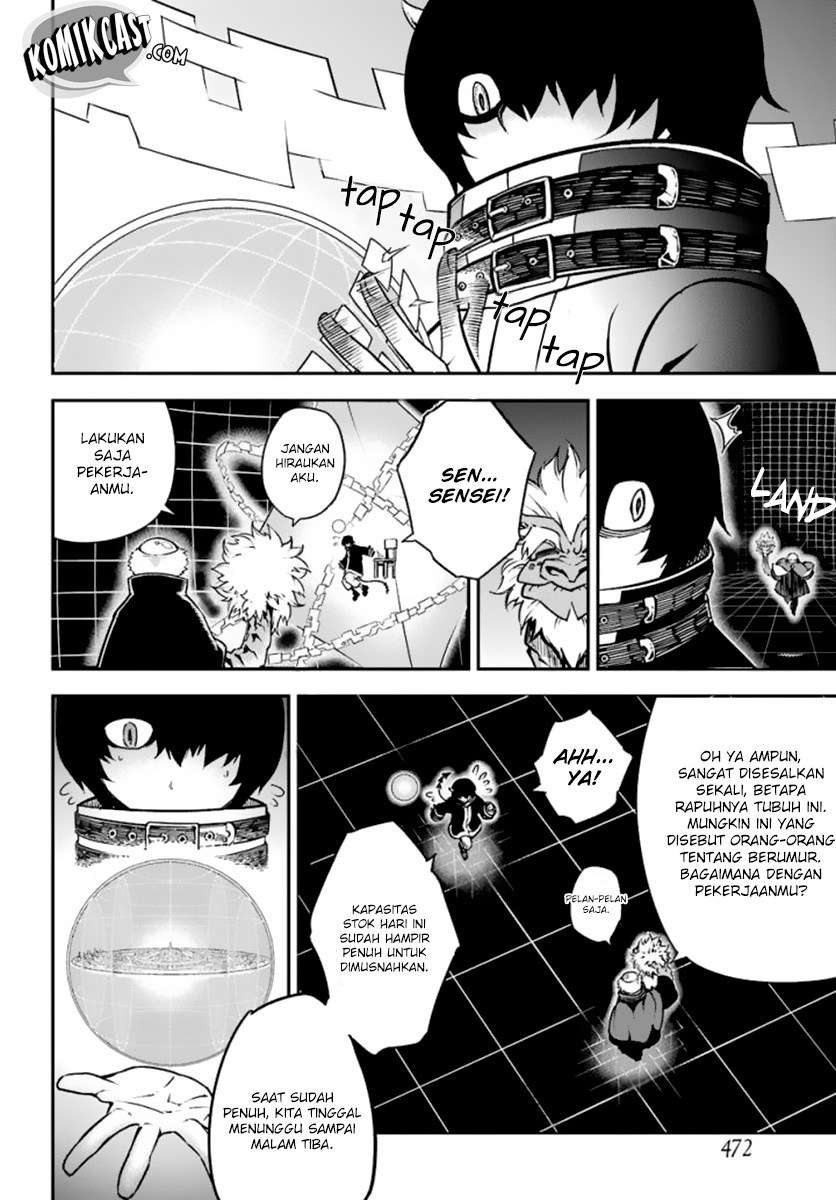 KOMIKCAST
.COM
tap
tap
tap
tap
LAND
SEN...
SENSEI!
JANGAN
HIRAUKAN
AKU.
LAKUKAN
SAJA
PEKERJA-
ANMU.
OH YA AMPUN,
SANGAT DISESALKAN
SEKALI, BETAPA
RAPUHNYA TUBUH INI.
MUNGKIN INI YANG
DISEBUT ORANG-ORANG
TENTANG BERUMUR.
BAGAIMANA DENGAN
PEKERJAANMU?
AHH...
YA!
PELAN-PELAN
SAJA.
KAPASITAS
STOK HARI INI
SUDAH HAMPIR
PENUH UNTUK
DIMUSNAHKAN.
SAAT SUDAH
PENUH, KITA TINGGAL
MENUNGGU SAMPAI
MALAM TIBA.
472